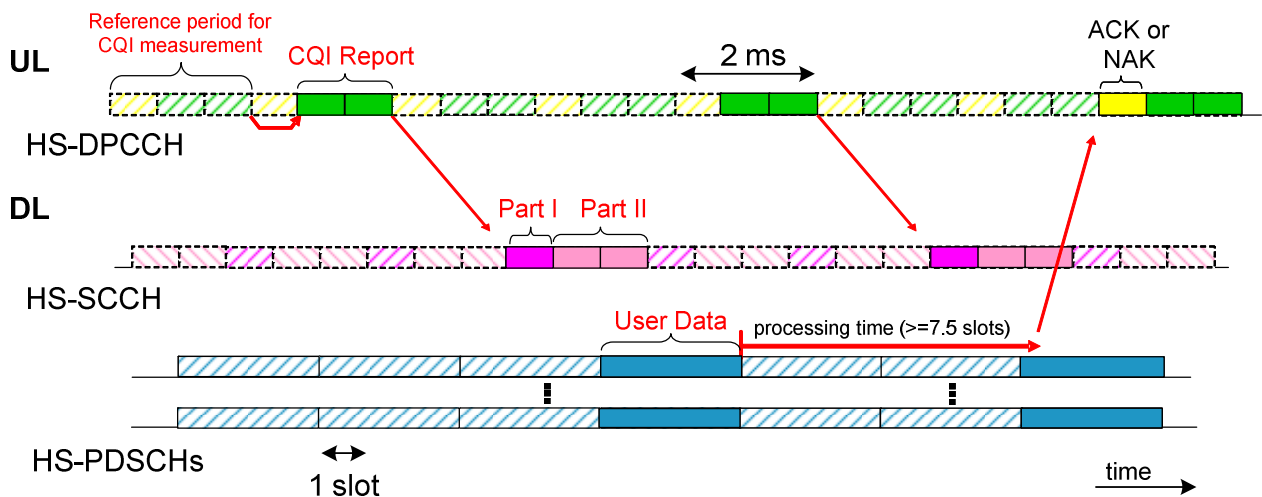 Reference period for
CQI measurement
UL
CQI Report
2 ms
ACK or
NAK
HS-DPCCH
DL
Part I
Part II
HS-SCCH
User Data
processing time (>=7.5 slots)
HS-PDSCHs
1 slot
time